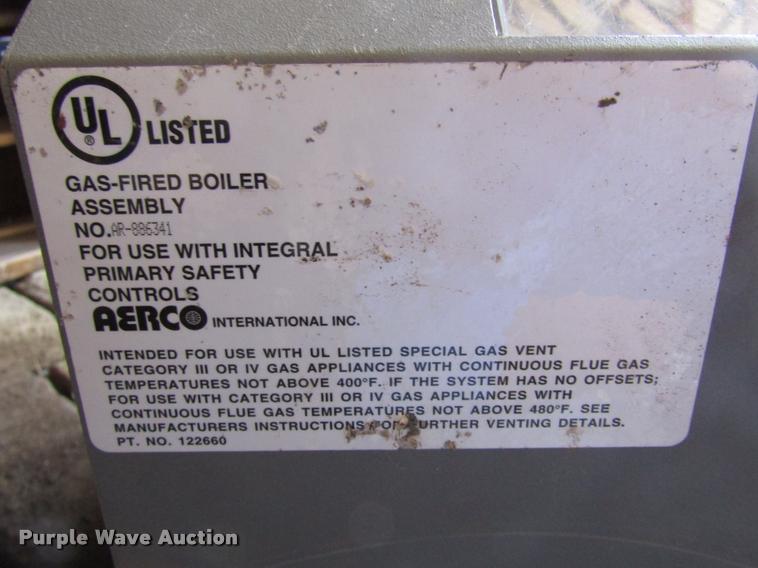 UL
®
LISTED
GAS-FIRED BOILER
ASSEMBLY
NO. AR-886341
FOR USE WITH INTEGRAL
PRIMARY SAFETY
CONTROLS
AERCO INTERNATIONAL INC.
INTENDED FOR USE WITH UL LISTED SPECIAL GAS VENT
CATEGORY III OR IV GAS APPLIANCES WITH CONTINUOUS FLUE GAS
TEMPERATURES NOT ABOVE 400°F. IF THE SYSTEM HAS NO OFFSETS;
FOR USE WITH CATEGORY III OR IV GAS APPLIANCES WITH
CONTINUOUS FLUE GAS TEMPERATURES NOT ABOVE 480°F. SEE
MANUFACTURERS INSTRUCTIONS FOR FURTHER VENTING DETAILS.
PT. NO. 122660
Purple Wave Auction